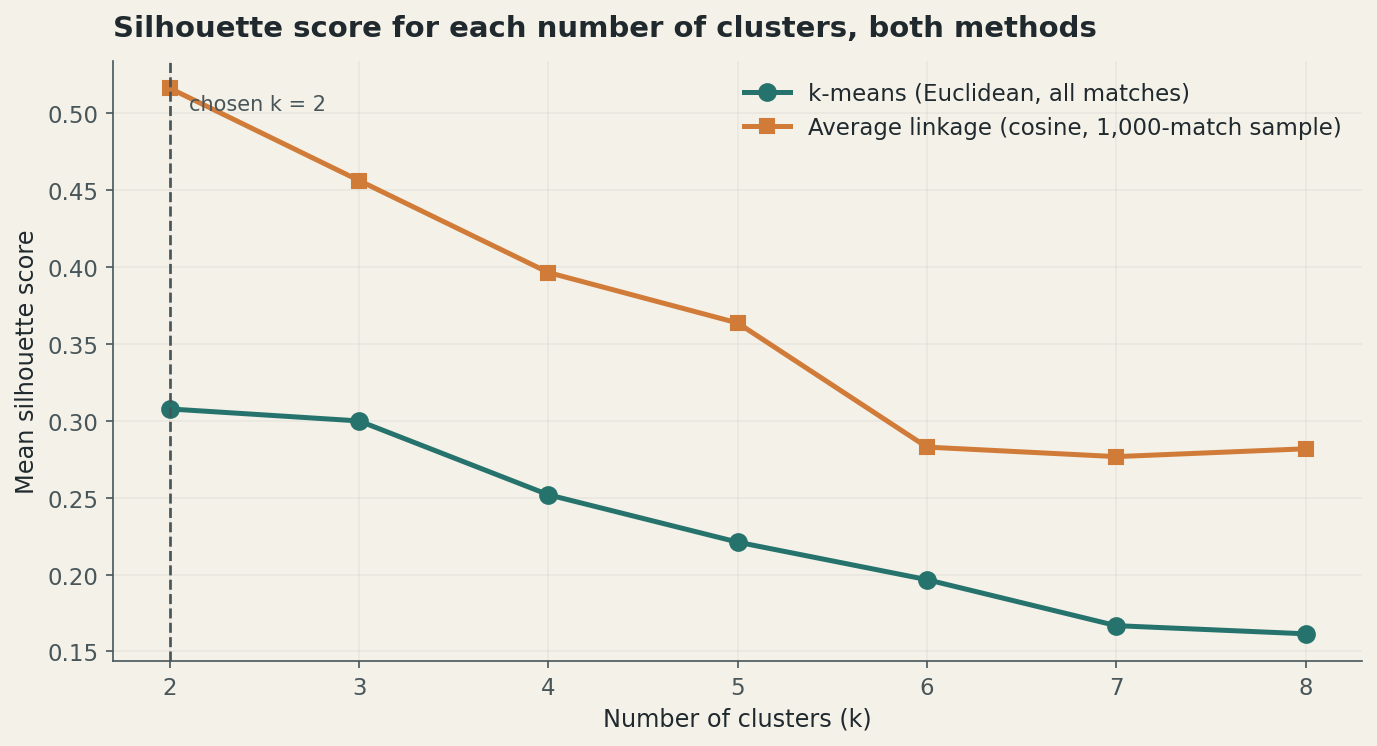 Silhouette score for each number of clusters, both methods
chosen k = 2
k-means (Euclidean, all matches)
Average linkage (cosine, 1,000-match sample)
Mean silhouette score
0.50
0.45
0.40
0.35
0.30
0.25
0.20
0.15
2 3 4 5 6 7 8
Number of clusters (k)